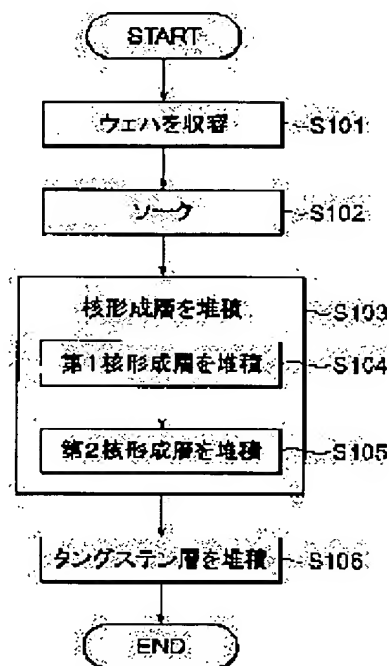 START
ウェハを収容 S101
ソーク S102
核形成層を堆積 S103
第1核形成層を堆積 S104
第2核形成層を堆積 S105
タングステン層を堆積 S106
END